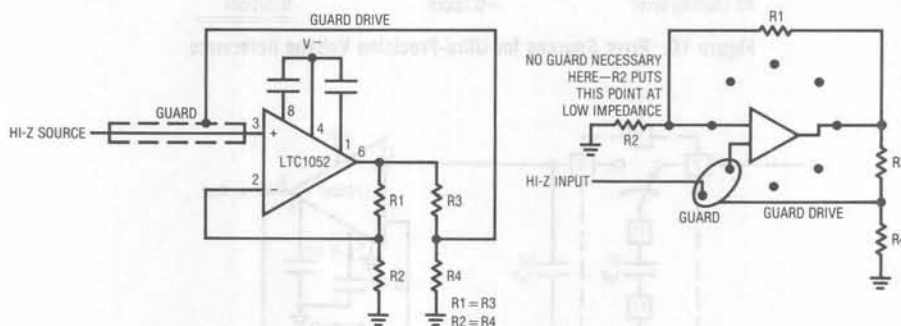 GUARD DRIVE
V–
GUARD
HI-Z SOURCE
3
+
8
4
LTC1052
1
6
2
R1
R3
R2
R4
R1 = R3
R2 = R4
R1
NO GUARD NECESSARY
HERE—R2 PUTS
THIS POINT AT
LOW IMPEDANCE
R2
HI-Z INPUT
GUARD
GUARD DRIVE